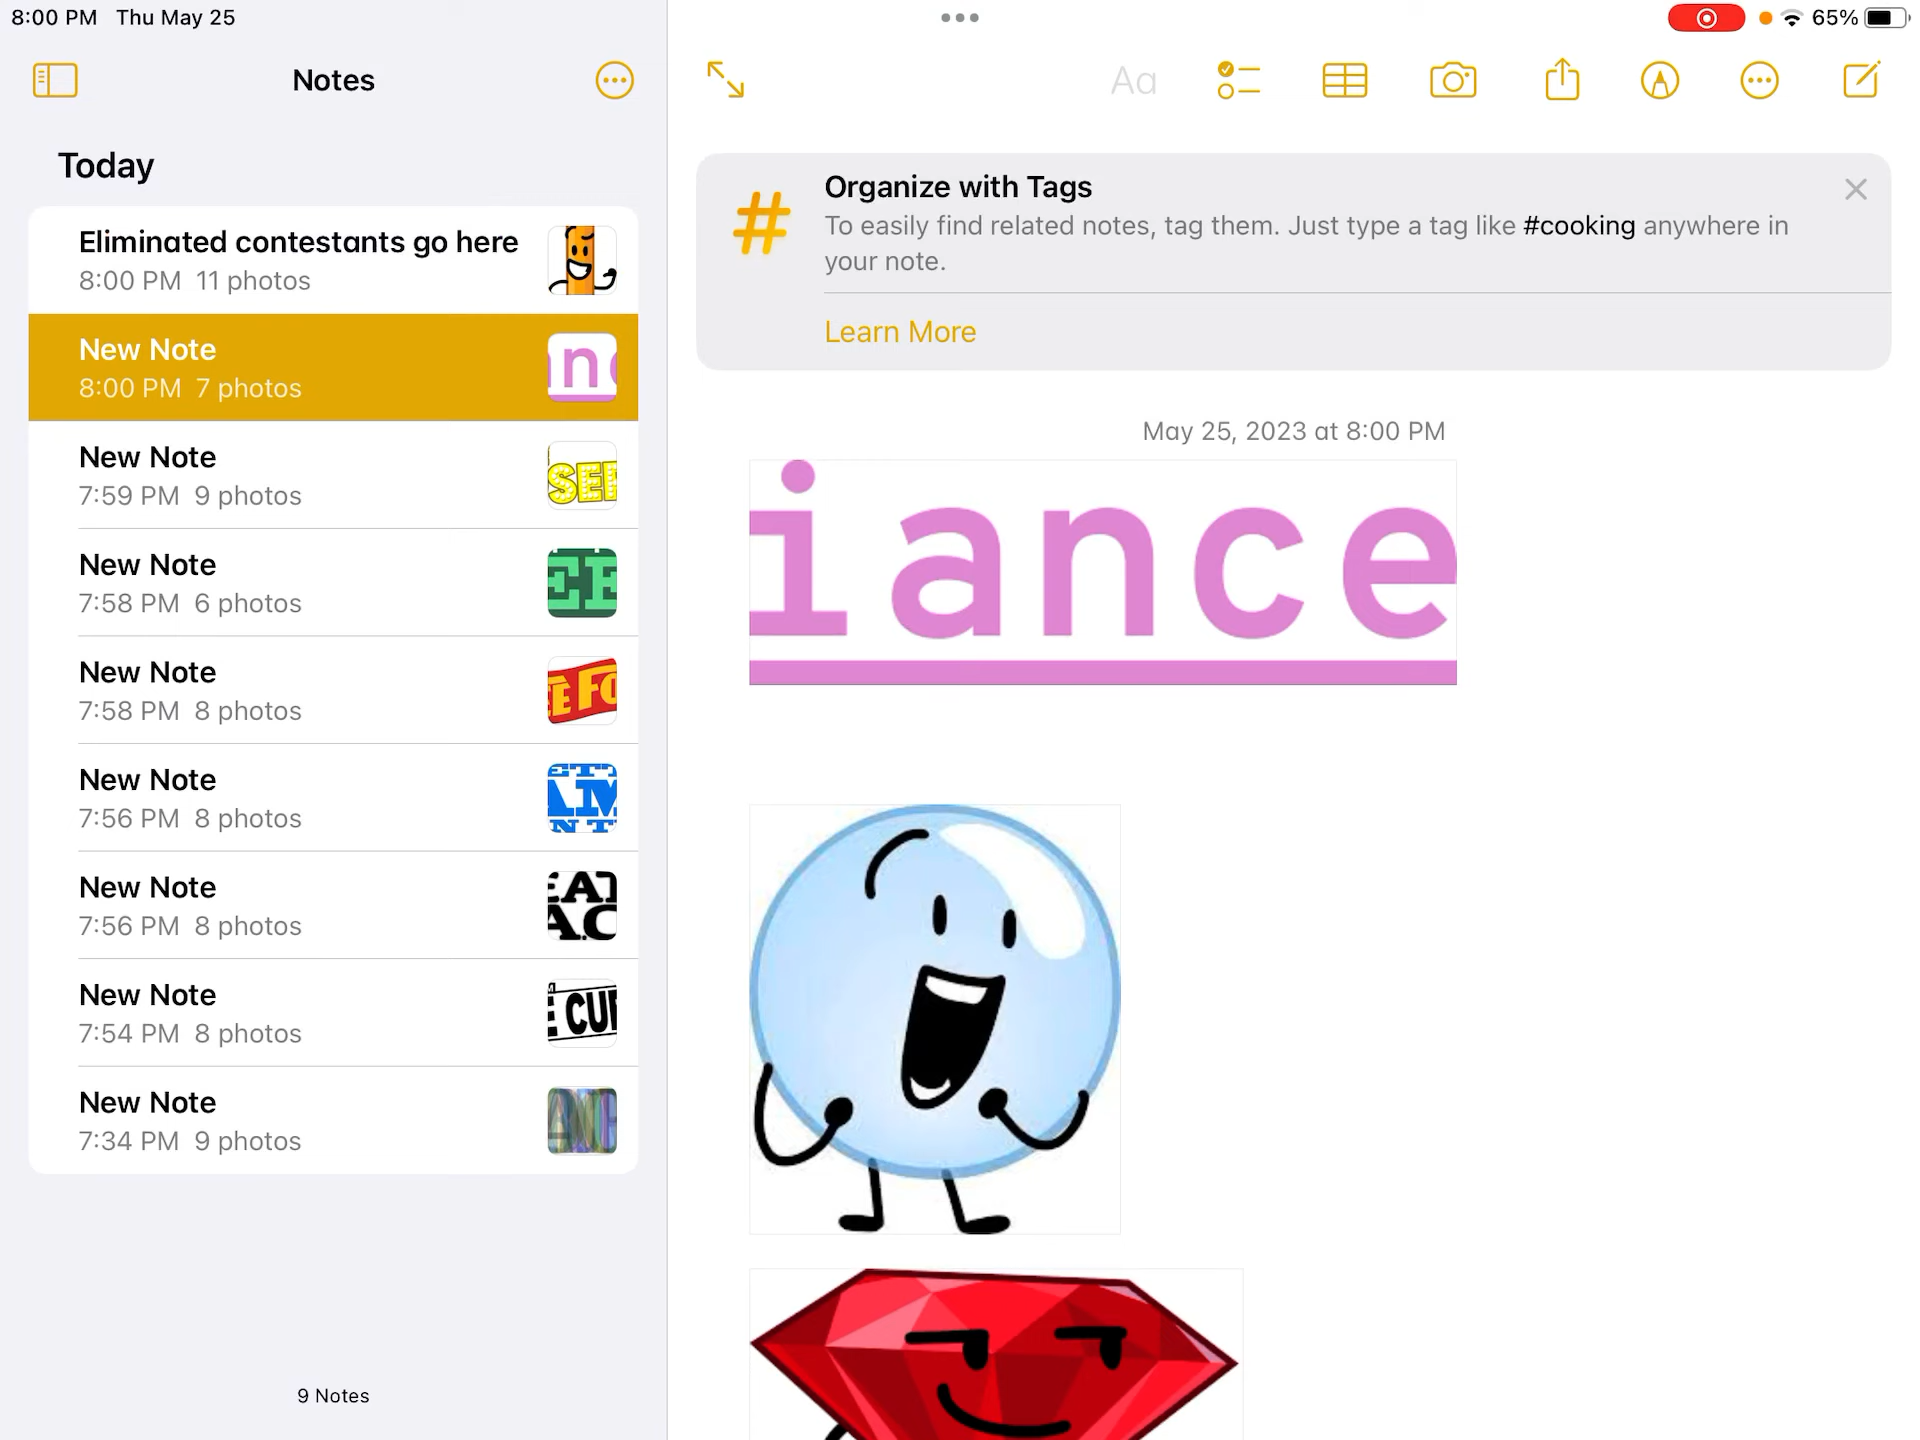 8:00 PM Thu May 25
65%
Notes
Today
Eliminated contestants go here
8:00 PM 11 photos
New Note
8:00 PM 7 photos
New Note
7:59 PM 9 photos
New Note
7:58 PM 6 photos
New Note
7:58 PM 8 photos
New Note
7:56 PM 8 photos
New Note
7:56 PM 8 photos
New Note
7:54 PM 8 photos
New Note
7:34 PM 9 photos
9 Notes
Aa
Organize with Tags
To easily find related notes, tag them. Just type a tag like #cooking anywhere in
your note.
Learn More
May 25, 2023 at 8:00 PM
iance